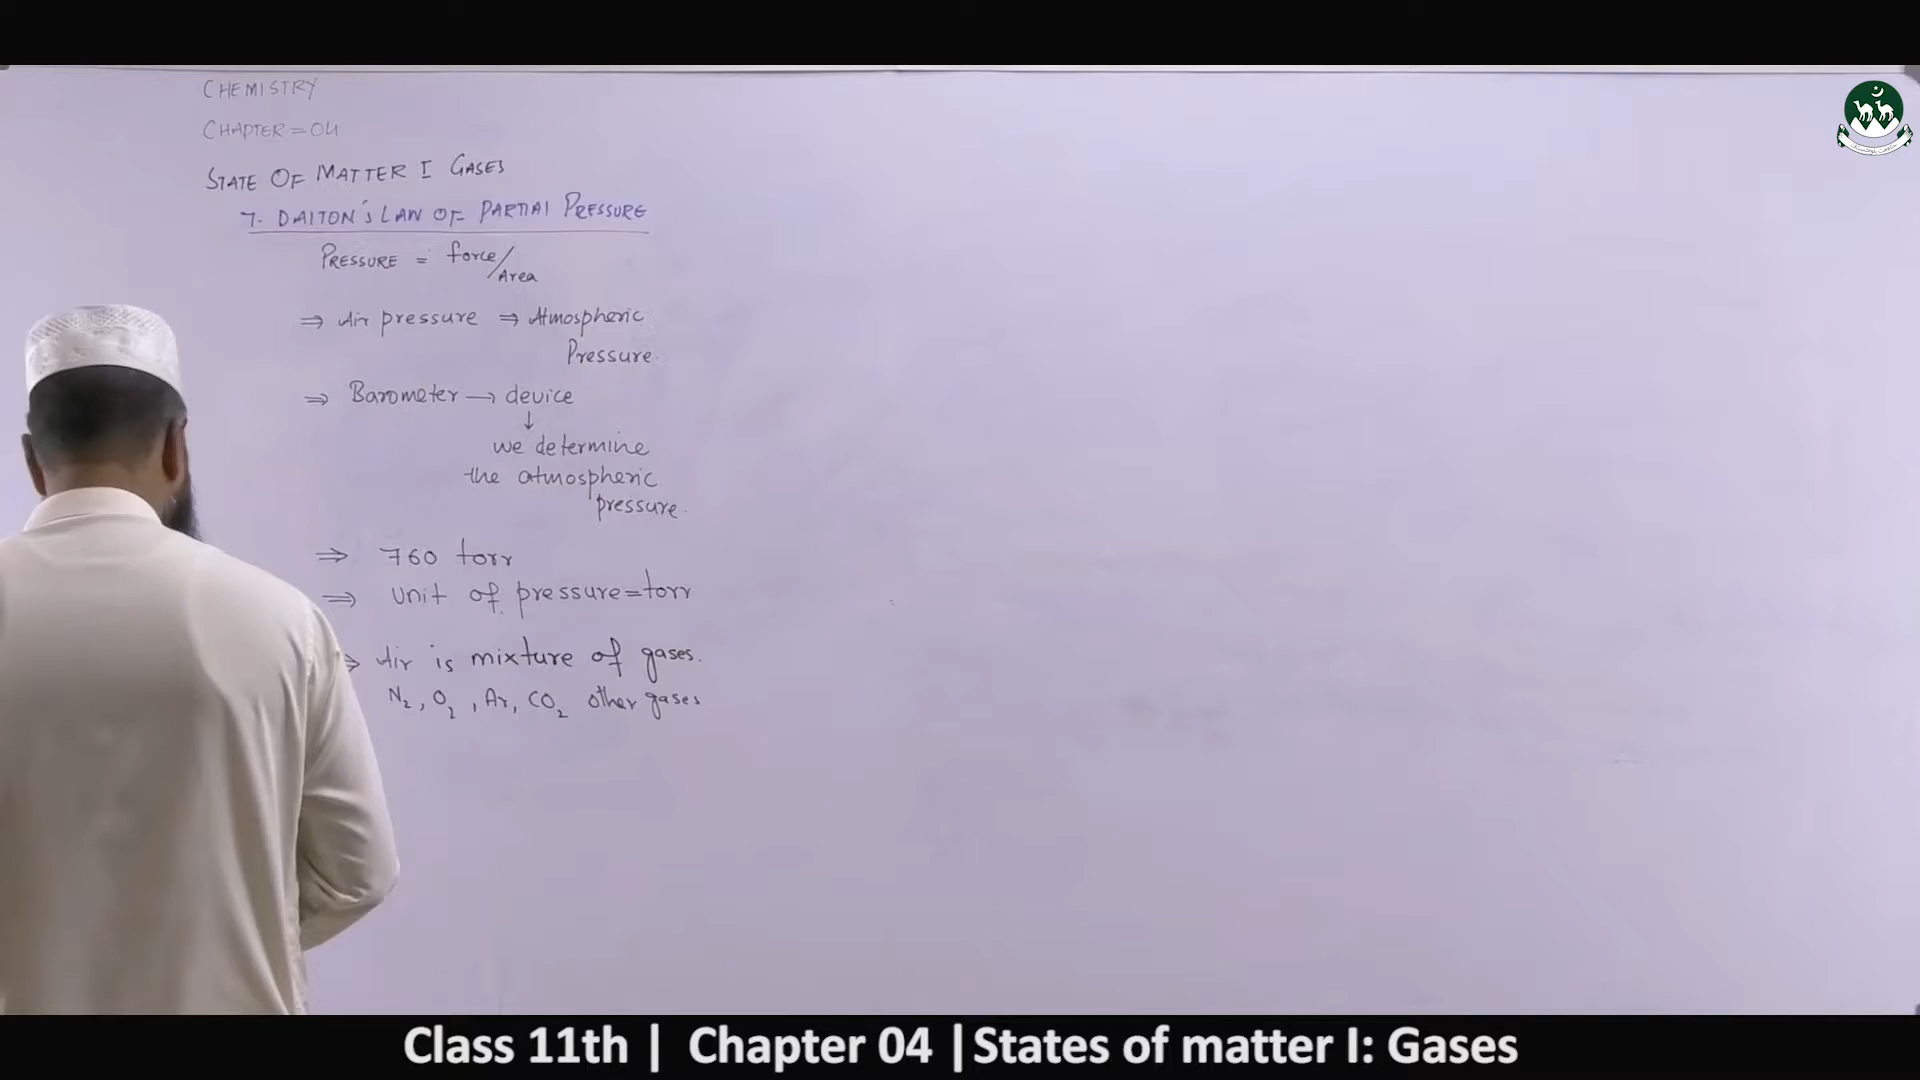 CHEMISTRY
CHAPTER = 04
STATE OF MATTER I GASES
7. DALTON'S LAW OF PARTIAL PRESSURE
PRESSURE = force/Area
⇒ Air pressure ⇒ Atmospheric
Pressure.
⇒ Barometer → device
↓
we determine
the atmospheric
pressure.
⇒ 760 torr
⇒ unit of pressure = torr
⇒ Air is mixture of gases.
N₂, O₂, Ar, CO₂ other gases
Class 11th | Chapter 04 | States of matter I: Gases